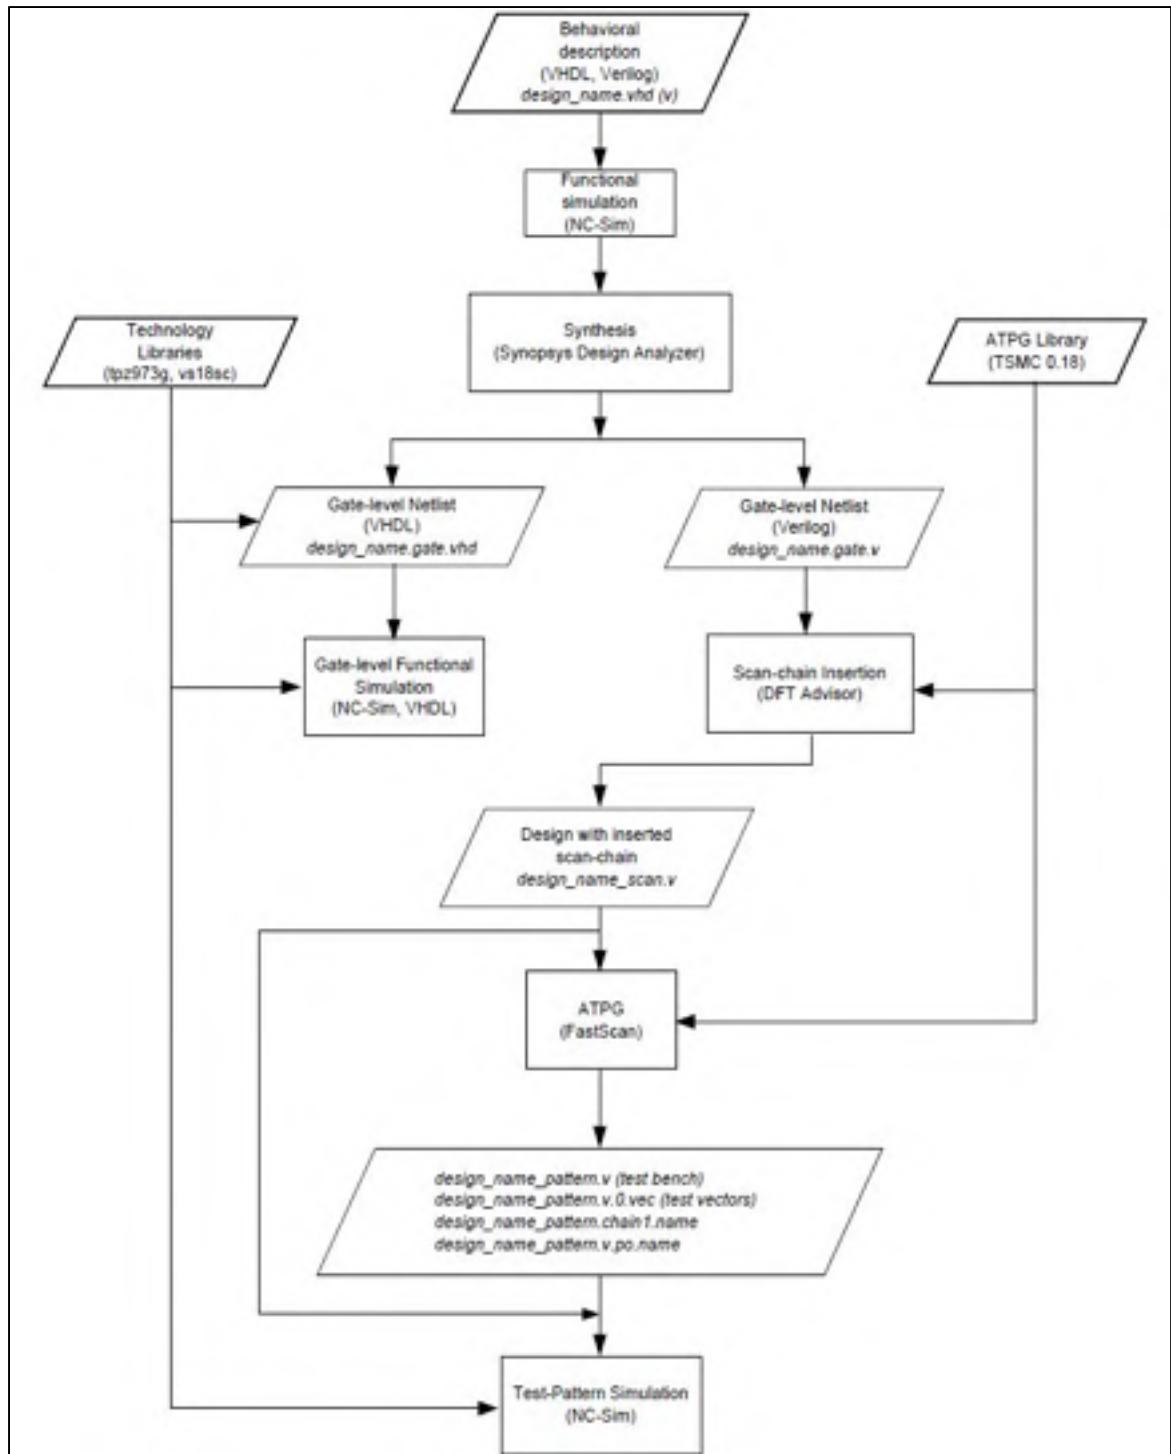 Behavioral
description
(VHDL, Verilog)
design_name.vhd (v)
Functional
simulation
(NC-Sim)
Synthesis
(Synopsys Design Analyzer)
Technology
Libraries
(tpz973g, vs18sc)
ATPG Library
(TSMC 0.18)
Gate-level Netlist
(VHDL)
design_name.gate.vhd
Gate-level Netlist
(Verilog)
design_name.gate.v
Gate-level Functional
Simulation
(NC-Sim, VHDL)
Scan-chain Insertion
(DFT Advisor)
Design with inserted
scan-chain
design_name_scan.v
ATPG
(FastScan)
design_name_pattern.v (test bench)
design_name_pattern.v.0.vec (test vectors)
design_name_pattern.chain1.name
design_name_pattern.v.po.name
Test-Pattern Simulation
(NC-Sim)